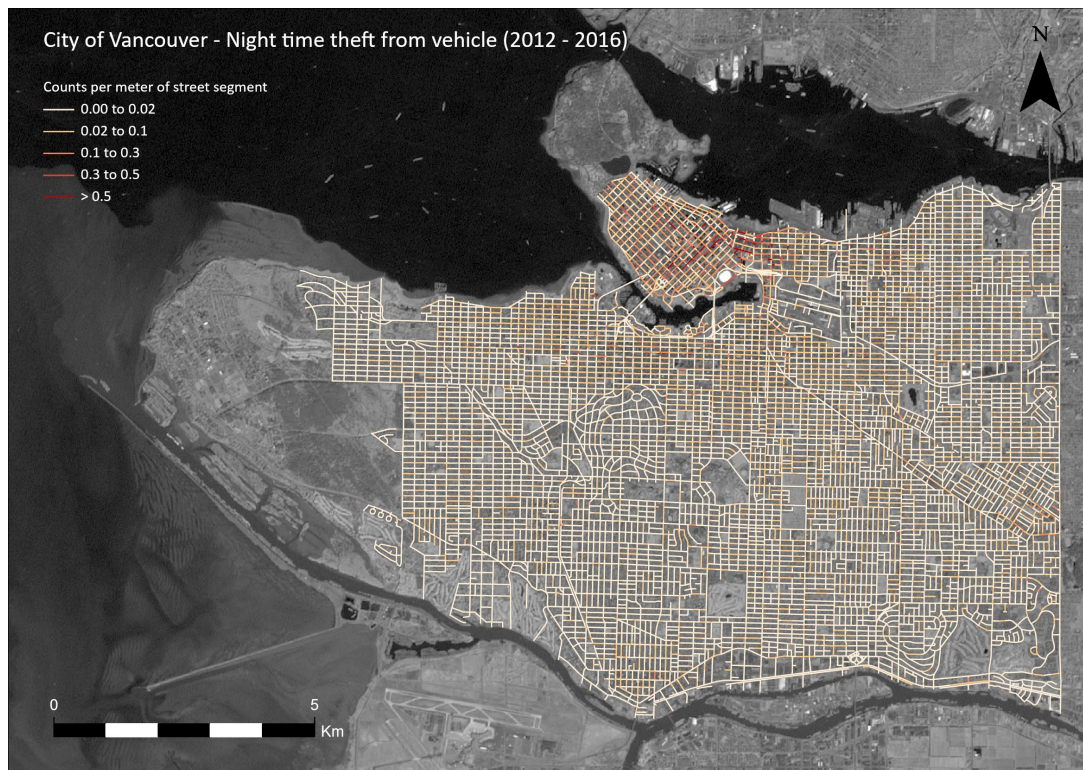 City of Vancouver - Night time theft from vehicle (2012 - 2016)
N
Counts per meter of street segment
0.00 to 0.02
0.02 to 0.1
0.1 to 0.3
0.3 to 0.5
> 0.5
0 5
Km